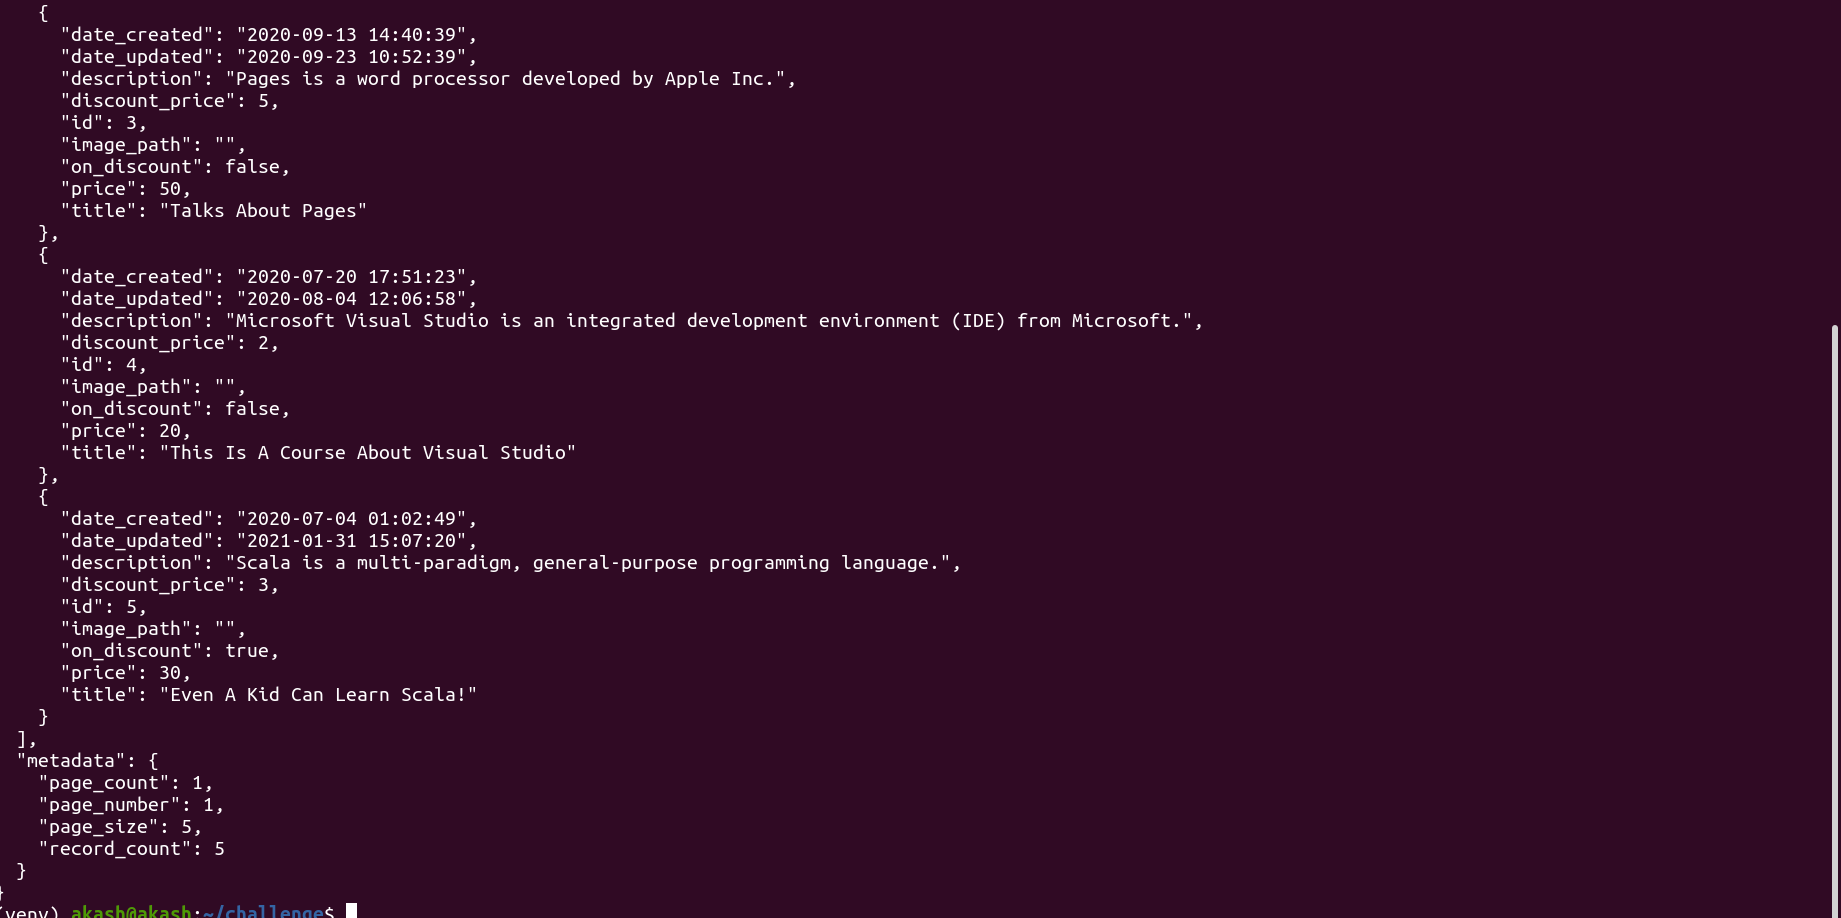 {
      "date_created": "2020-09-13 14:40:39",
      "date_updated": "2020-09-23 10:52:39",
      "description": "Pages is a word processor developed by Apple Inc.",
      "discount_price": 5,
      "id": 3,
      "image_path": "",
      "on_discount": false,
      "price": 50,
      "title": "Talks About Pages"
    },
    {
      "date_created": "2020-07-20 17:51:23",
      "date_updated": "2020-08-04 12:06:58",
      "description": "Microsoft Visual Studio is an integrated development environment (IDE) from Microsoft.",
      "discount_price": 2,
      "id": 4,
      "image_path": "",
      "on_discount": false,
      "price": 20,
      "title": "This Is A Course About Visual Studio"
    },
    {
      "date_created": "2020-07-04 01:02:49",
      "date_updated": "2021-01-31 15:07:20",
      "description": "Scala is a multi-paradigm, general-purpose programming language.",
      "discount_price": 3,
      "id": 5,
      "image_path": "",
      "on_discount": true,
      "price": 30,
      "title": "Even A Kid Can Learn Scala!"
    }
  ],
  "metadata": {
    "page_count": 1,
    "page_number": 1,
    "page_size": 5,
    "record_count": 5
  }
}
(venv) akash@akash:~/challenge$